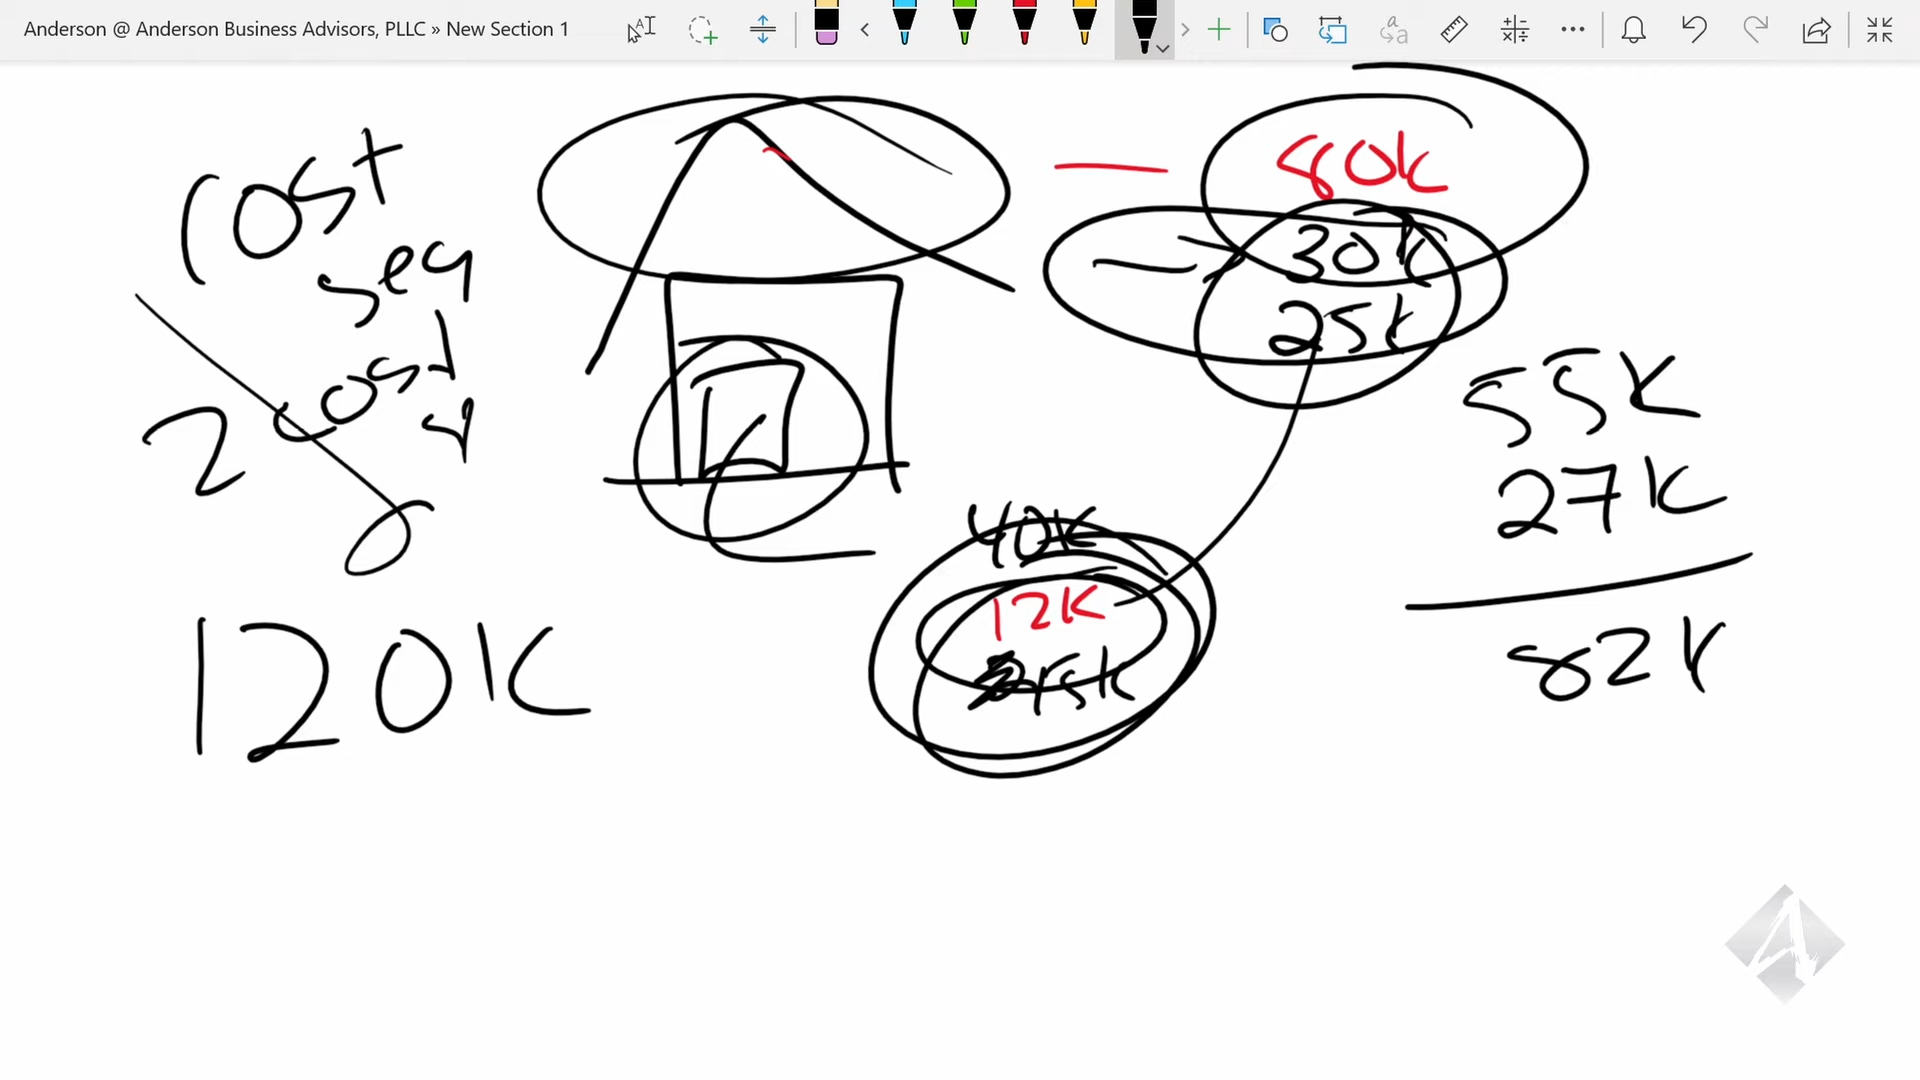 Anderson @ Anderson Business Advisors, PLLC » New Section 1
cost
seg
2 cost
120K
80K
30K
25K
55K
27K
82K
40K
12K
15K